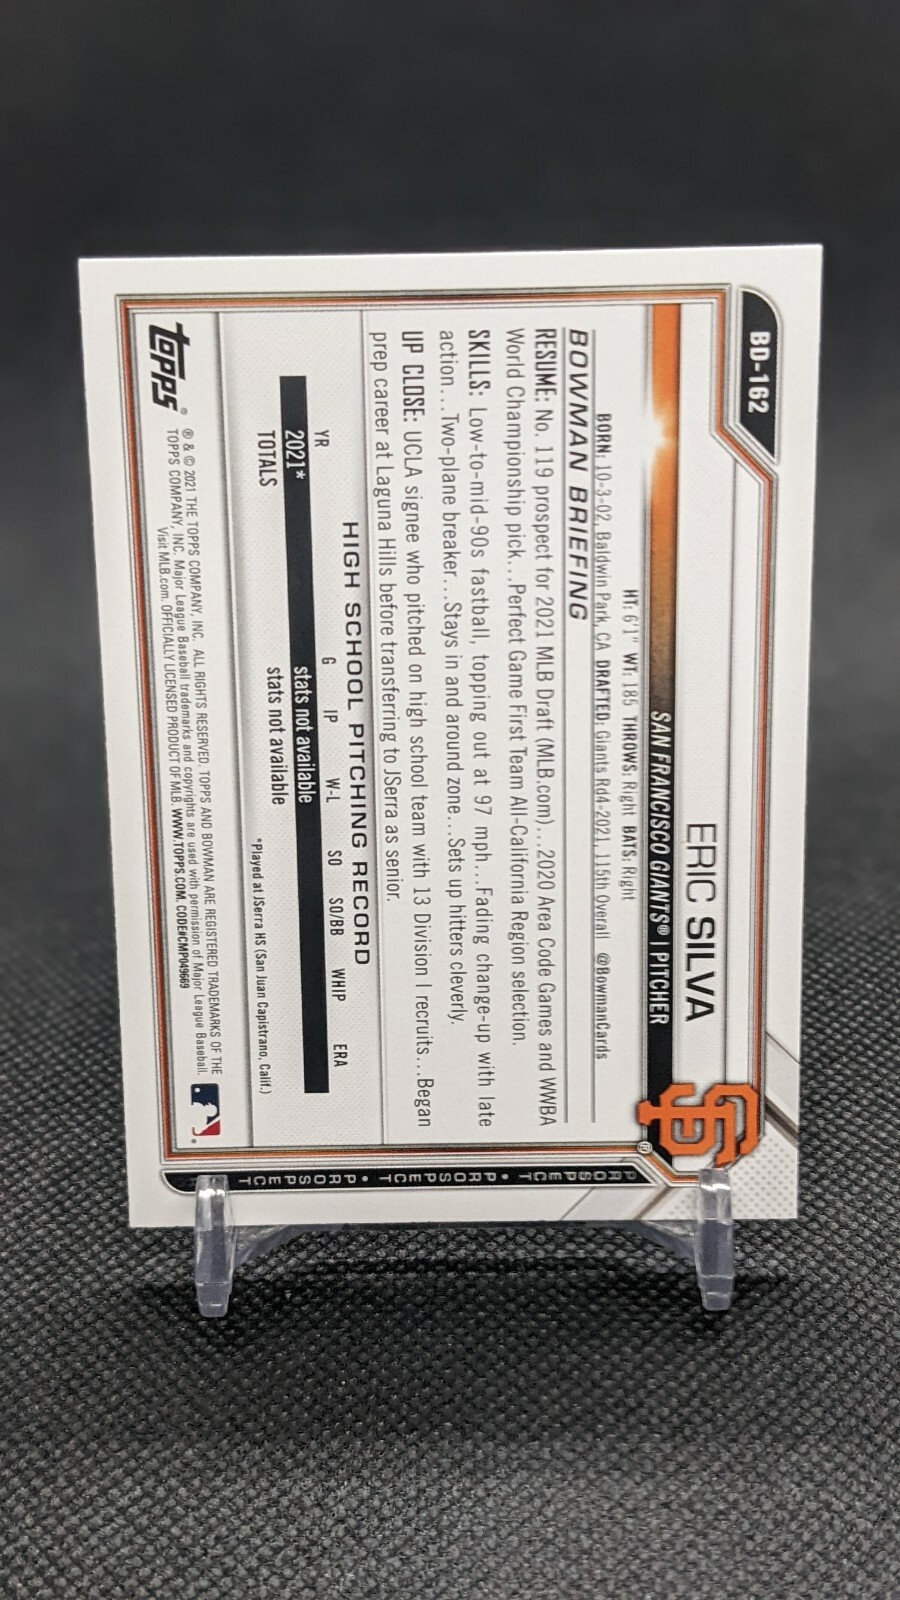 BD-162
ERIC SILVA
SAN FRANCISCO GIANTS® | PITCHER
HT: 6'1" WT: 185 THROWS: Right BATS: Right
BORN: 10-3-02, Baldwin Park, CA DRAFTED: Giants Rd4-2021, 115th Overall @BowmanCards
BOWMAN BRIEFING
RESUME: No. 119 prospect for 2021 MLB Draft (MLB.com)...2020 Area Code Games and WWBA
World Championship pick...Perfect Game First Team All-California Region selection.
SKILLS: Low-to-mid-90s fastball, topping out at 97 mph...Fading change-up with late
action...Two-plane breaker...Stays in and around zone...Sets up hitters cleverly.
UP CLOSE: UCLA signee who pitched on high school team with 13 Division I recruits...Began
prep career at Laguna Hills before transferring to JSerra as senior.
HIGH SCHOOL PITCHING RECORD
YR G IP W-L SO SO/BB WHIP ERA
2021* stats not available
TOTALS stats not available
*Played at JSerra HS (San Juan Capistrano, Calif.)
topps®
® & © 2021 THE TOPPS COMPANY, INC. ALL RIGHTS RESERVED. TOPPS AND BOWMAN ARE REGISTERED TRADEMARKS OF THE
TOPPS COMPANY, INC. Major League Baseball trademarks and copyrights are used with permission of Major League Baseball.
Visit MLB.com. OFFICIALLY LICENSED PRODUCT OF MLB. WWW.TOPPS.COM. CODE#CMP049669
SF®
PROSPECT • PROSPECT • PROSPECT